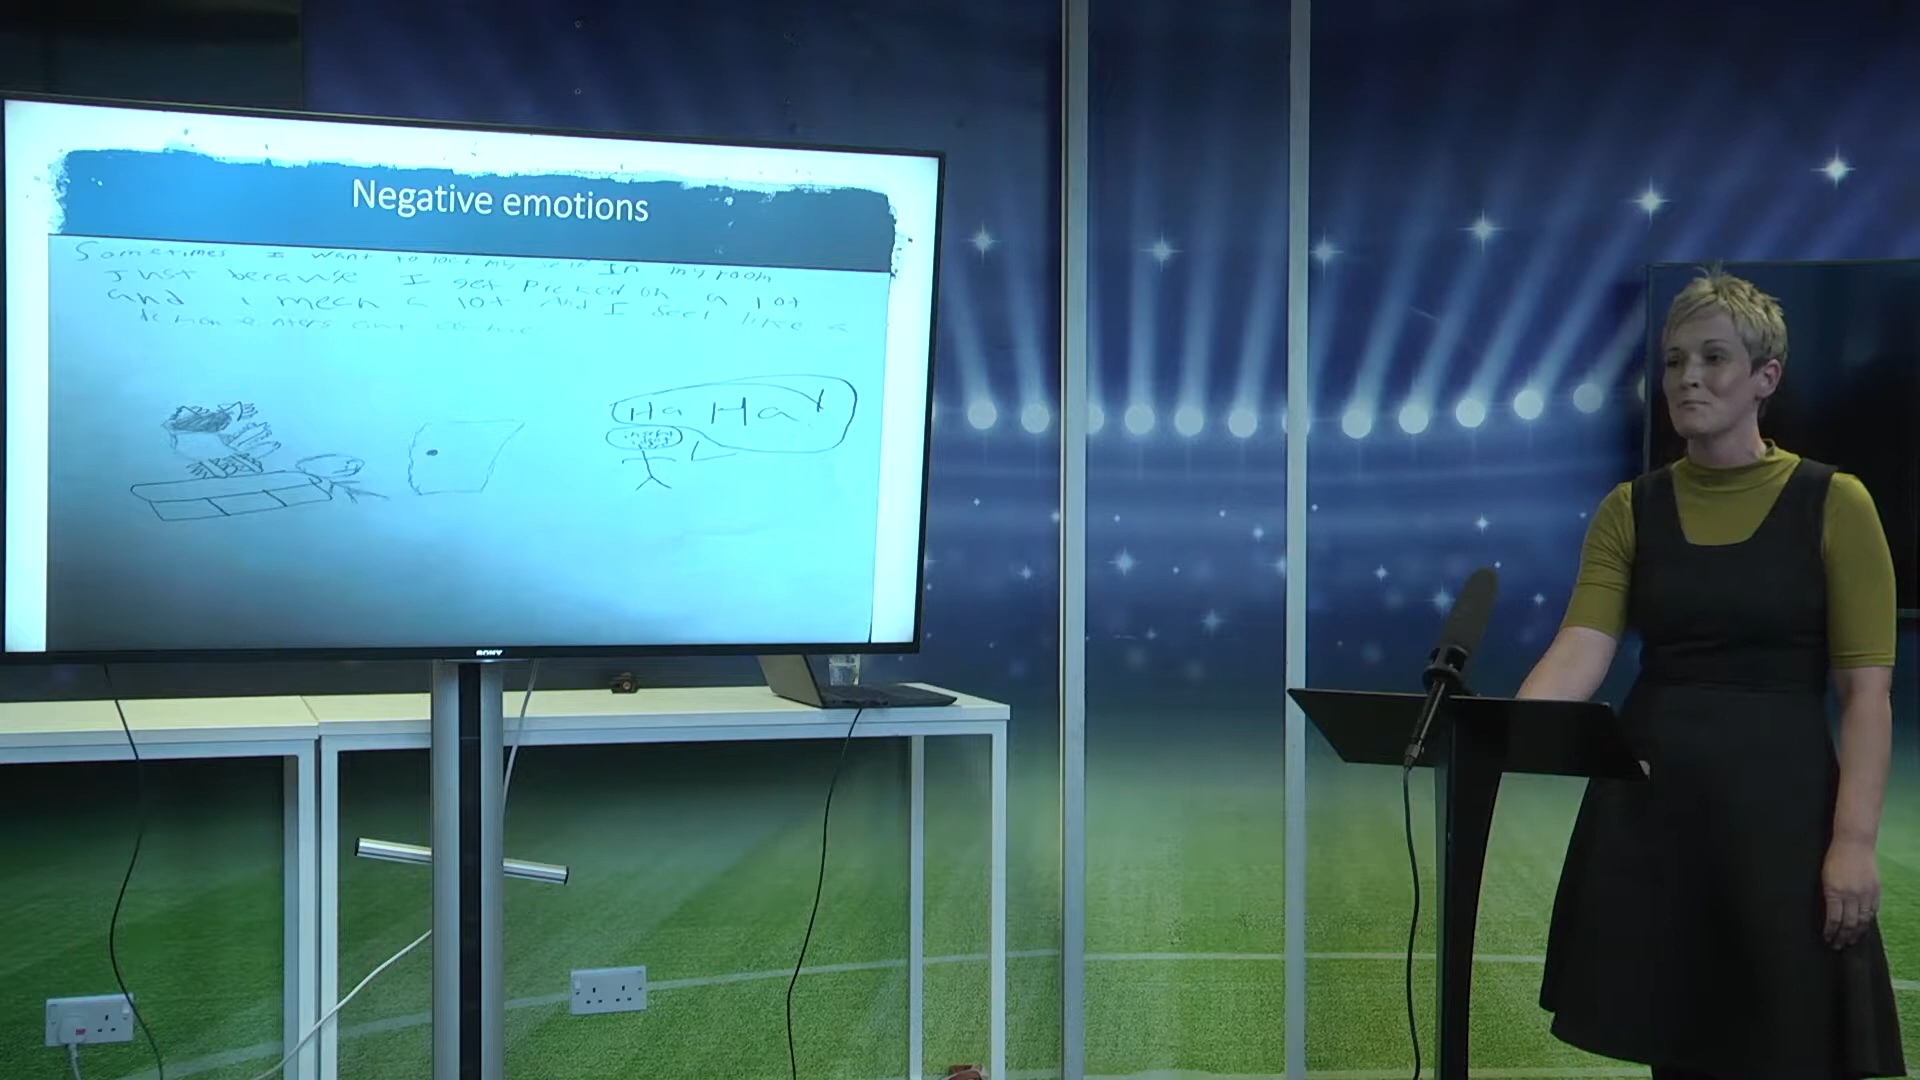 Negative emotions
Sometimes I want to lock my self In my room
Just because I get Picked on a lot
and i mean a lot And I feel like a
Ha Ha!
SONY